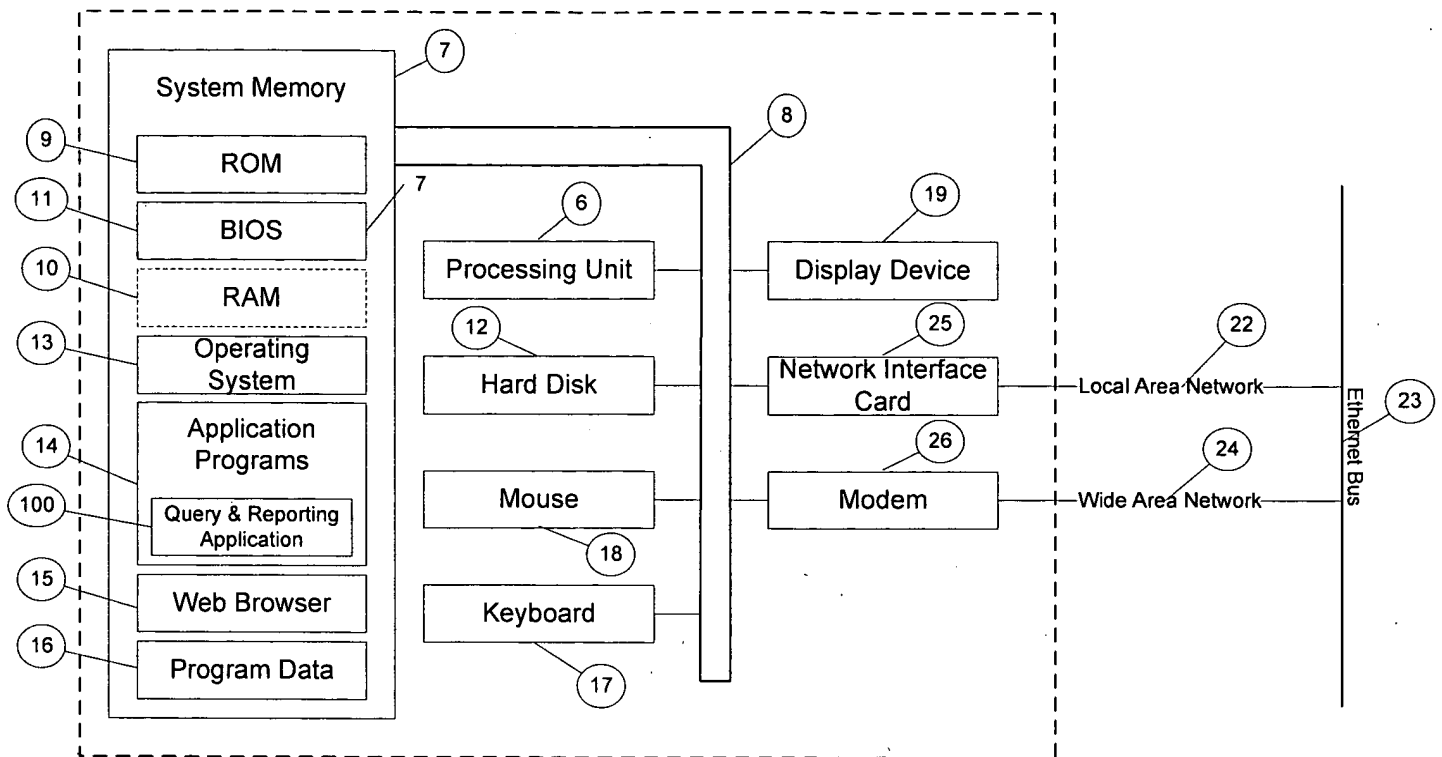 7
System Memory
8
9
ROM
7
11
BIOS
6
19
10
RAM
Processing Unit
Display Device
13
Operating
System
12
25
22
Hard Disk
Network Interface
Card
Local Area Network
Ethernet Bus
23
14
Application
Programs
26
24
100
Query & Reporting
Application
Mouse
Modem
Wide Area Network
18
15
Web Browser
Keyboard
16
Program Data
17